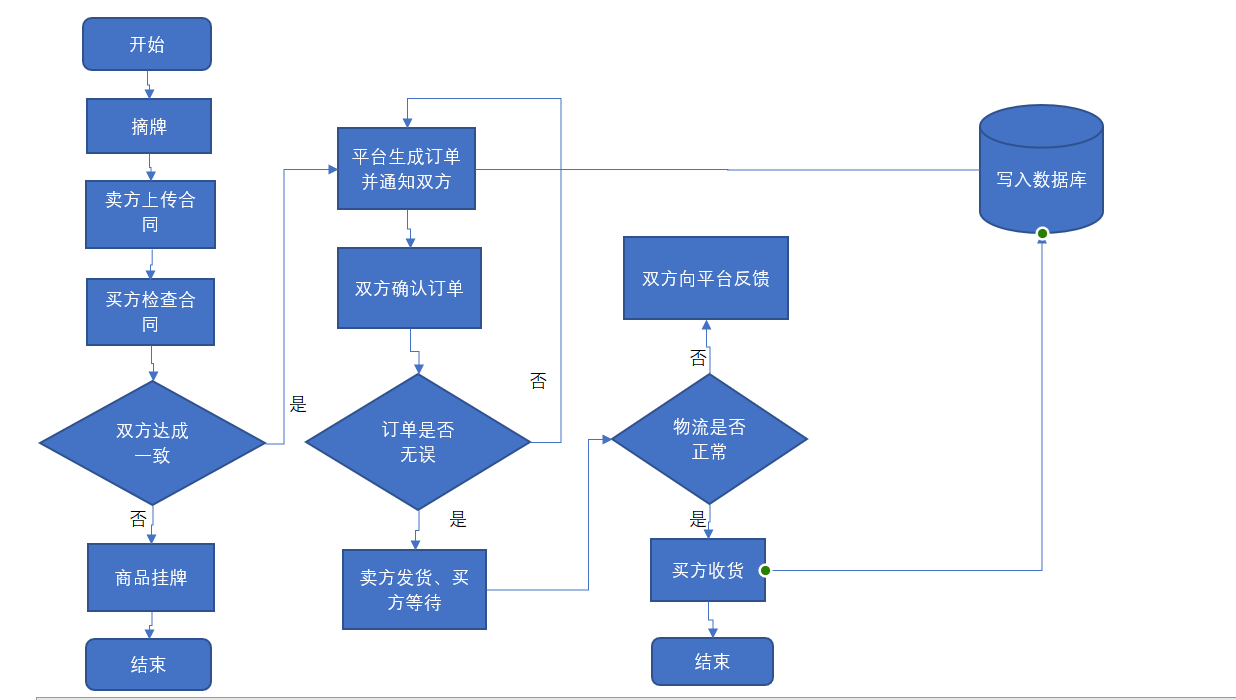 开始
摘牌
卖方上传合
同
买方检查合
同
双方达成
一致
是
否
商品挂牌
结束
平台生成订单
并通知双方
双方确认订单
订单是否
无误
否
是
卖方发货、买
方等待
双方向平台反馈
否
物流是否
正常
是
买方收货
结束
写入数据库